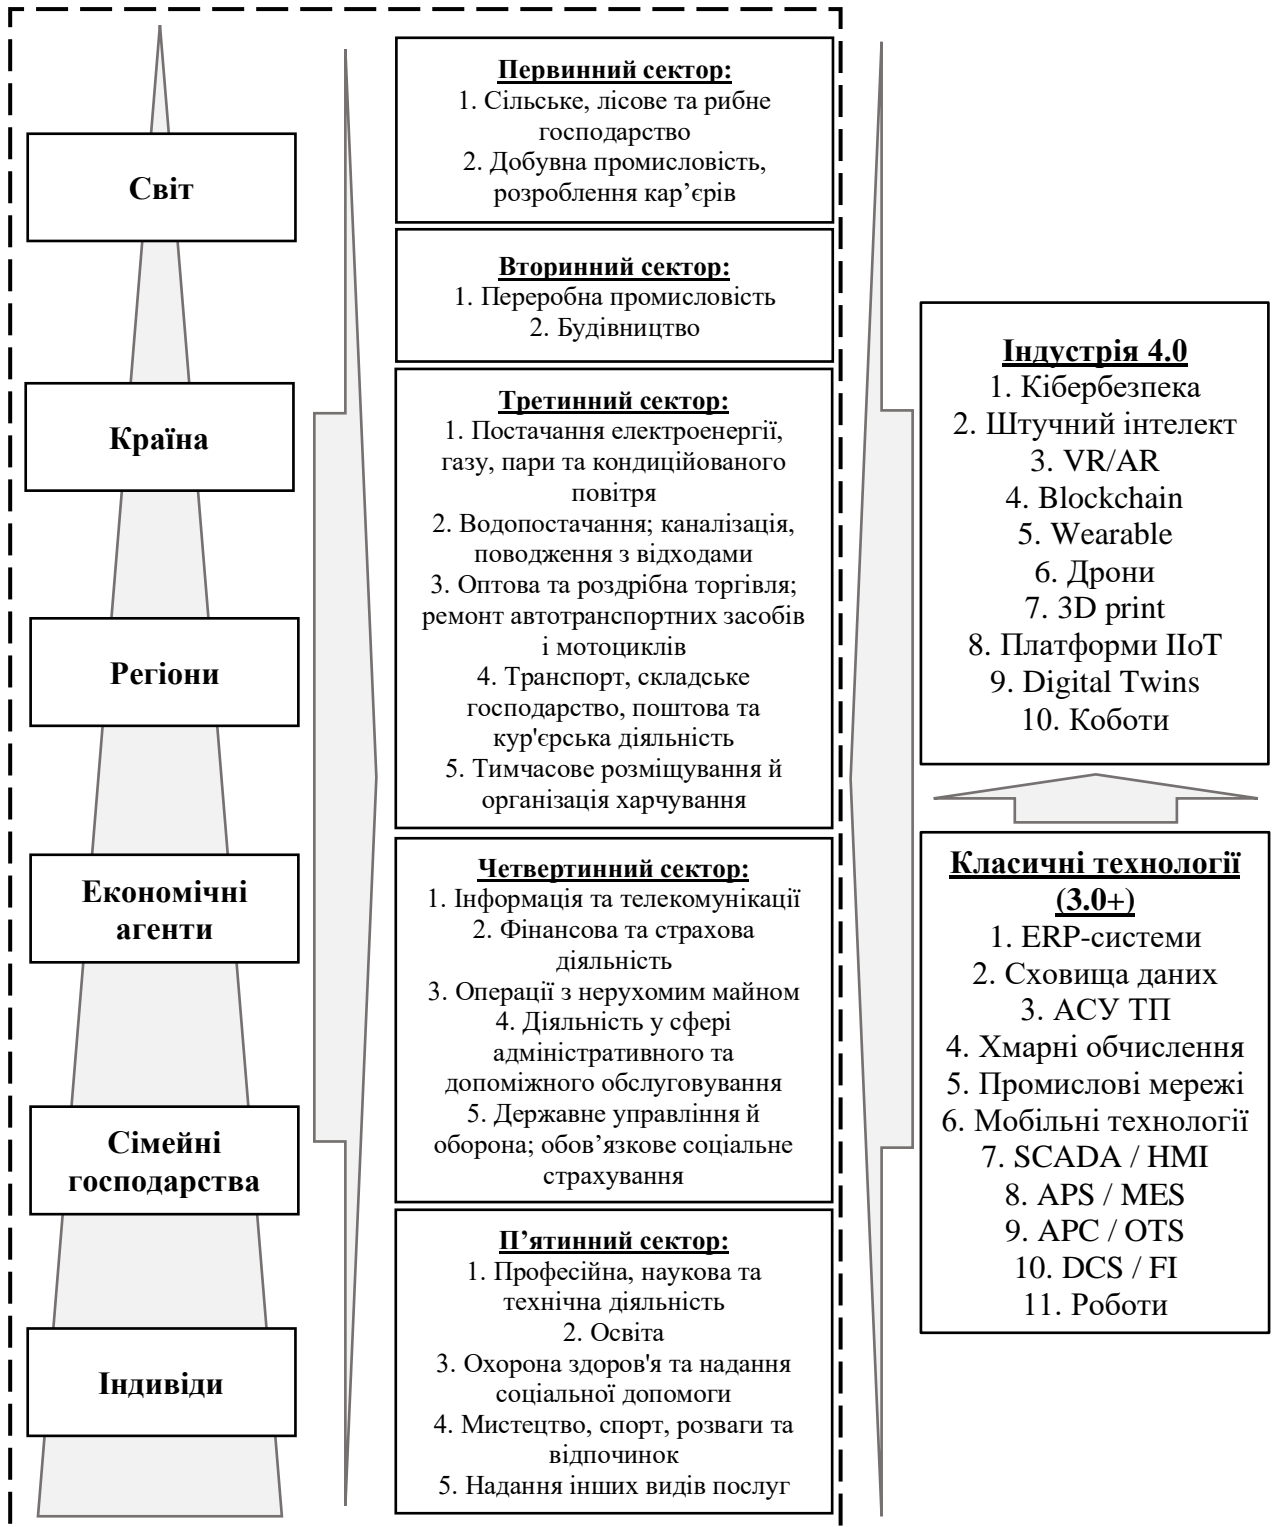 Світ
Країна
Регіони
Економічні
агенти
Сімейні
господарства
Індивіди
Первинний сектор:
1. Сільське, лісове та рибне
господарство
2. Добувна промисловість,
розроблення кар’єрів
Вторинний сектор:
1. Переробна промисловість
2. Будівництво
Третинний сектор:
1. Постачання електроенергії,
газу, пари та кондиційованого
повітря
2. Водопостачання; каналізація,
поводження з відходами
3. Оптова та роздрібна торгівля;
ремонт автотранспортних засобів
і мотоциклів
4. Транспорт, складське
господарство, поштова та
кур'єрська діяльність
5. Тимчасове розміщування й
організація харчування
Четвертинний сектор:
1. Інформація та телекомунікації
2. Фінансова та страхова
діяльність
3. Операції з нерухомим майном
4. Діяльність у сфері
адміністративного та
допоміжного обслуговування
5. Державне управління й
оборона; обов’язкове соціальне
страхування
П’ятинний сектор:
1. Професійна, наукова та
технічна діяльність
2. Освіта
3. Охорона здоров'я та надання
соціальної допомоги
4. Мистецтво, спорт, розваги та
відпочинок
5. Надання інших видів послуг
Індустрія 4.0
1. Кібербезпека
2. Штучний інтелект
3. VR/AR
4. Blockchain
5. Wearable
6. Дрони
7. 3D print
8. Платформи ІІоТ
9. Digital Twins
10. Коботи
Класичні технології
(3.0+)
1. ERP-системи
2. Сховища даних
3. АСУ ТП
4. Хмарні обчислення
5. Промислові мережі
6. Мобільні технології
7. SCADA / HMI
8. APS / MES
9. APC / OTS
10. DCS / FI
11. Роботи